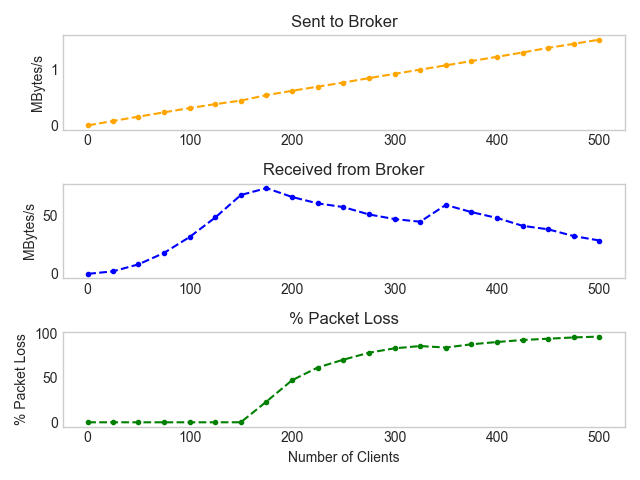 Sent to Broker
MBytes/s
1
0
0 100 200 300 400 500
Received from Broker
MBytes/s
50
0
0 100 200 300 400 500
% Packet Loss
% Packet Loss
100
50
0
0 100 200 300 400 500
Number of Clients